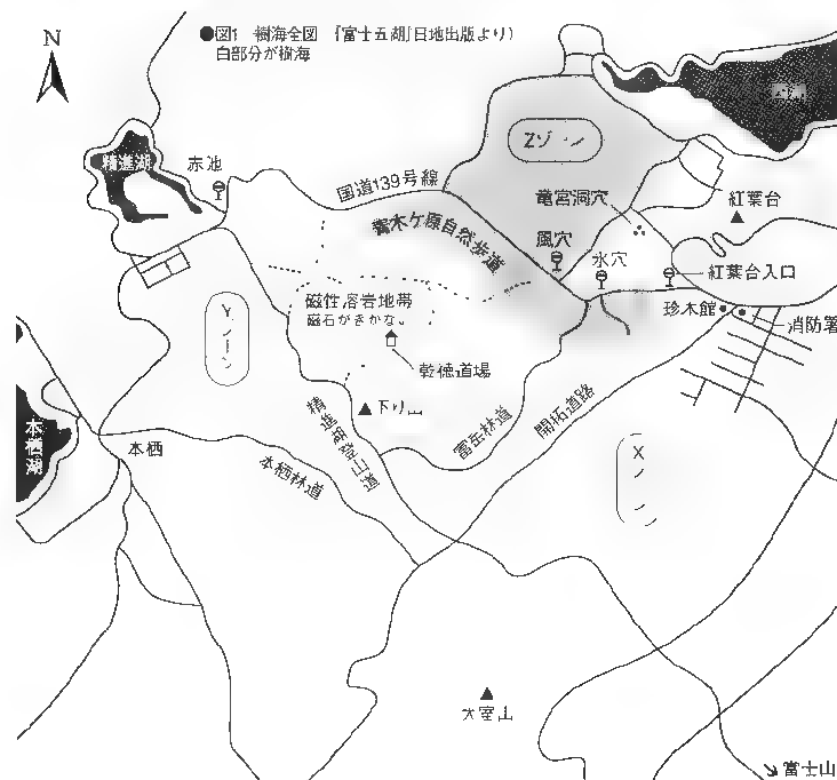 N
●図1 樹海全図 「富士五湖」日地出版より)
白部分が樹海
精進湖
赤池
国道139号線
青木ケ原自然歩道
Zゾーン
竜宮洞穴
紅葉台
風穴
氷穴
紅葉台入口
珍木館
消防署
磁性溶岩地帯
磁石がきかな。
乾徳道場
Yゾーン
下り山
精進湖登山道
富岳林道
開拓道路
本栖湖
本栖
本栖林道
Xゾーン
大室山
富士山